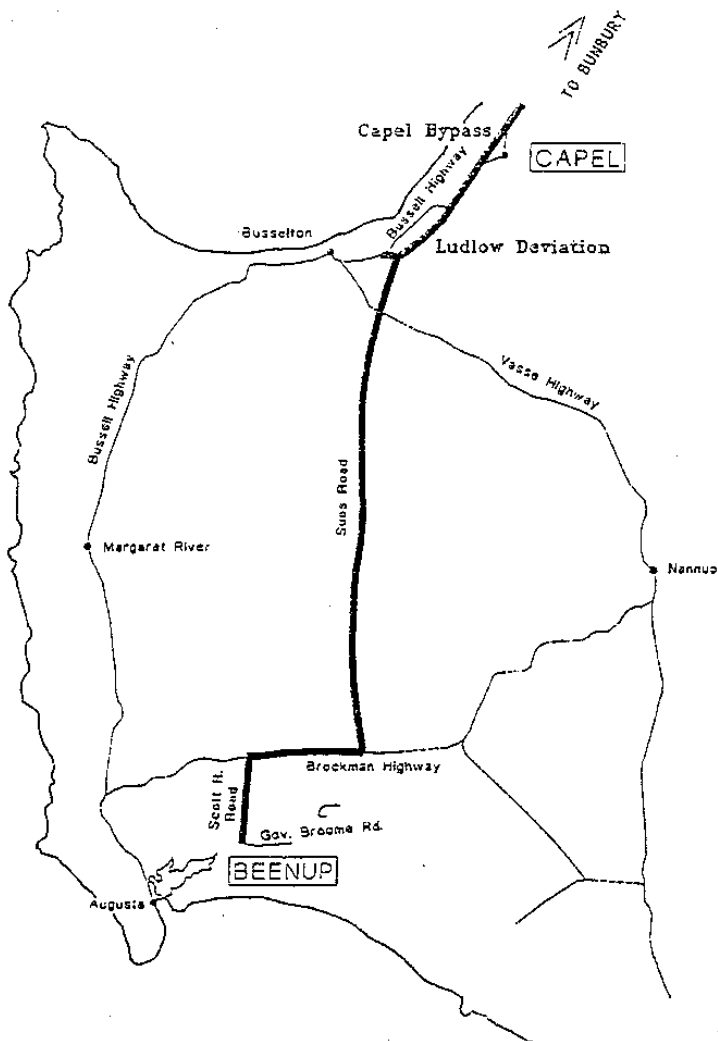 TO BUNBURY
Capel Bypass
CAPEL
Bussell Highway
Busselton
Ludlow Deviation
Vasse Highway
Bussell Highway
Sues Road
Margarat River
Nannup
Brockman Highway
Scott R.
Road
Gov. Broome Rd.
BEENUP
Augusta